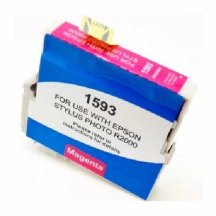 1593
FOR USE WITH EPSON
STYLUS PHOTO R2000
Please refer to
instructions for details
Magenta
1593